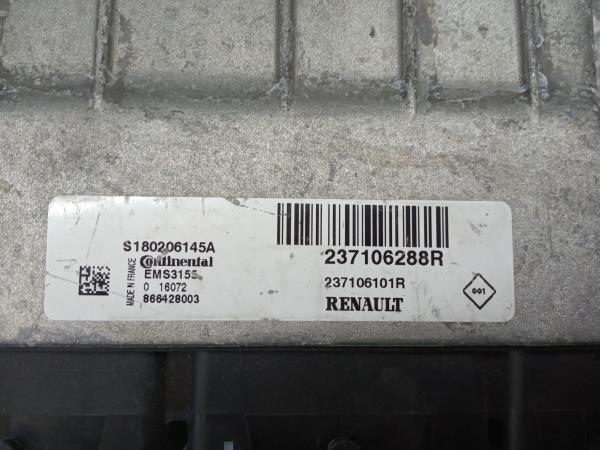 S180206145A
Continental
EMS3155
0 16072
866428003
MADE IN FRANCE
237106288R
237106101R
RENAULT
001